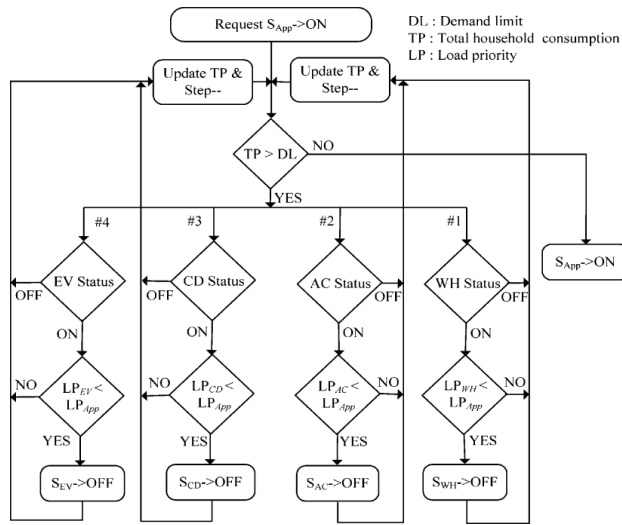 Request S_App->ON
DL : Demand limit
TP : Total household consumption
LP : Load priority
Update TP &
Step--
Update TP &
Step--
TP > DL
NO
YES
#4
#3
#2
#1
EV Status
CD Status
AC Status
WH Status
S_App->ON
OFF
OFF
OFF
OFF
ON
ON
ON
ON
NO
LP_EV<
LP_App
NO
LP_CD<
LP_App
LP_AC<
LP_App
NO
LP_WH<
LP_App
NO
YES
YES
YES
YES
S_EV->OFF
S_CD->OFF
S_AC->OFF
S_WH->OFF